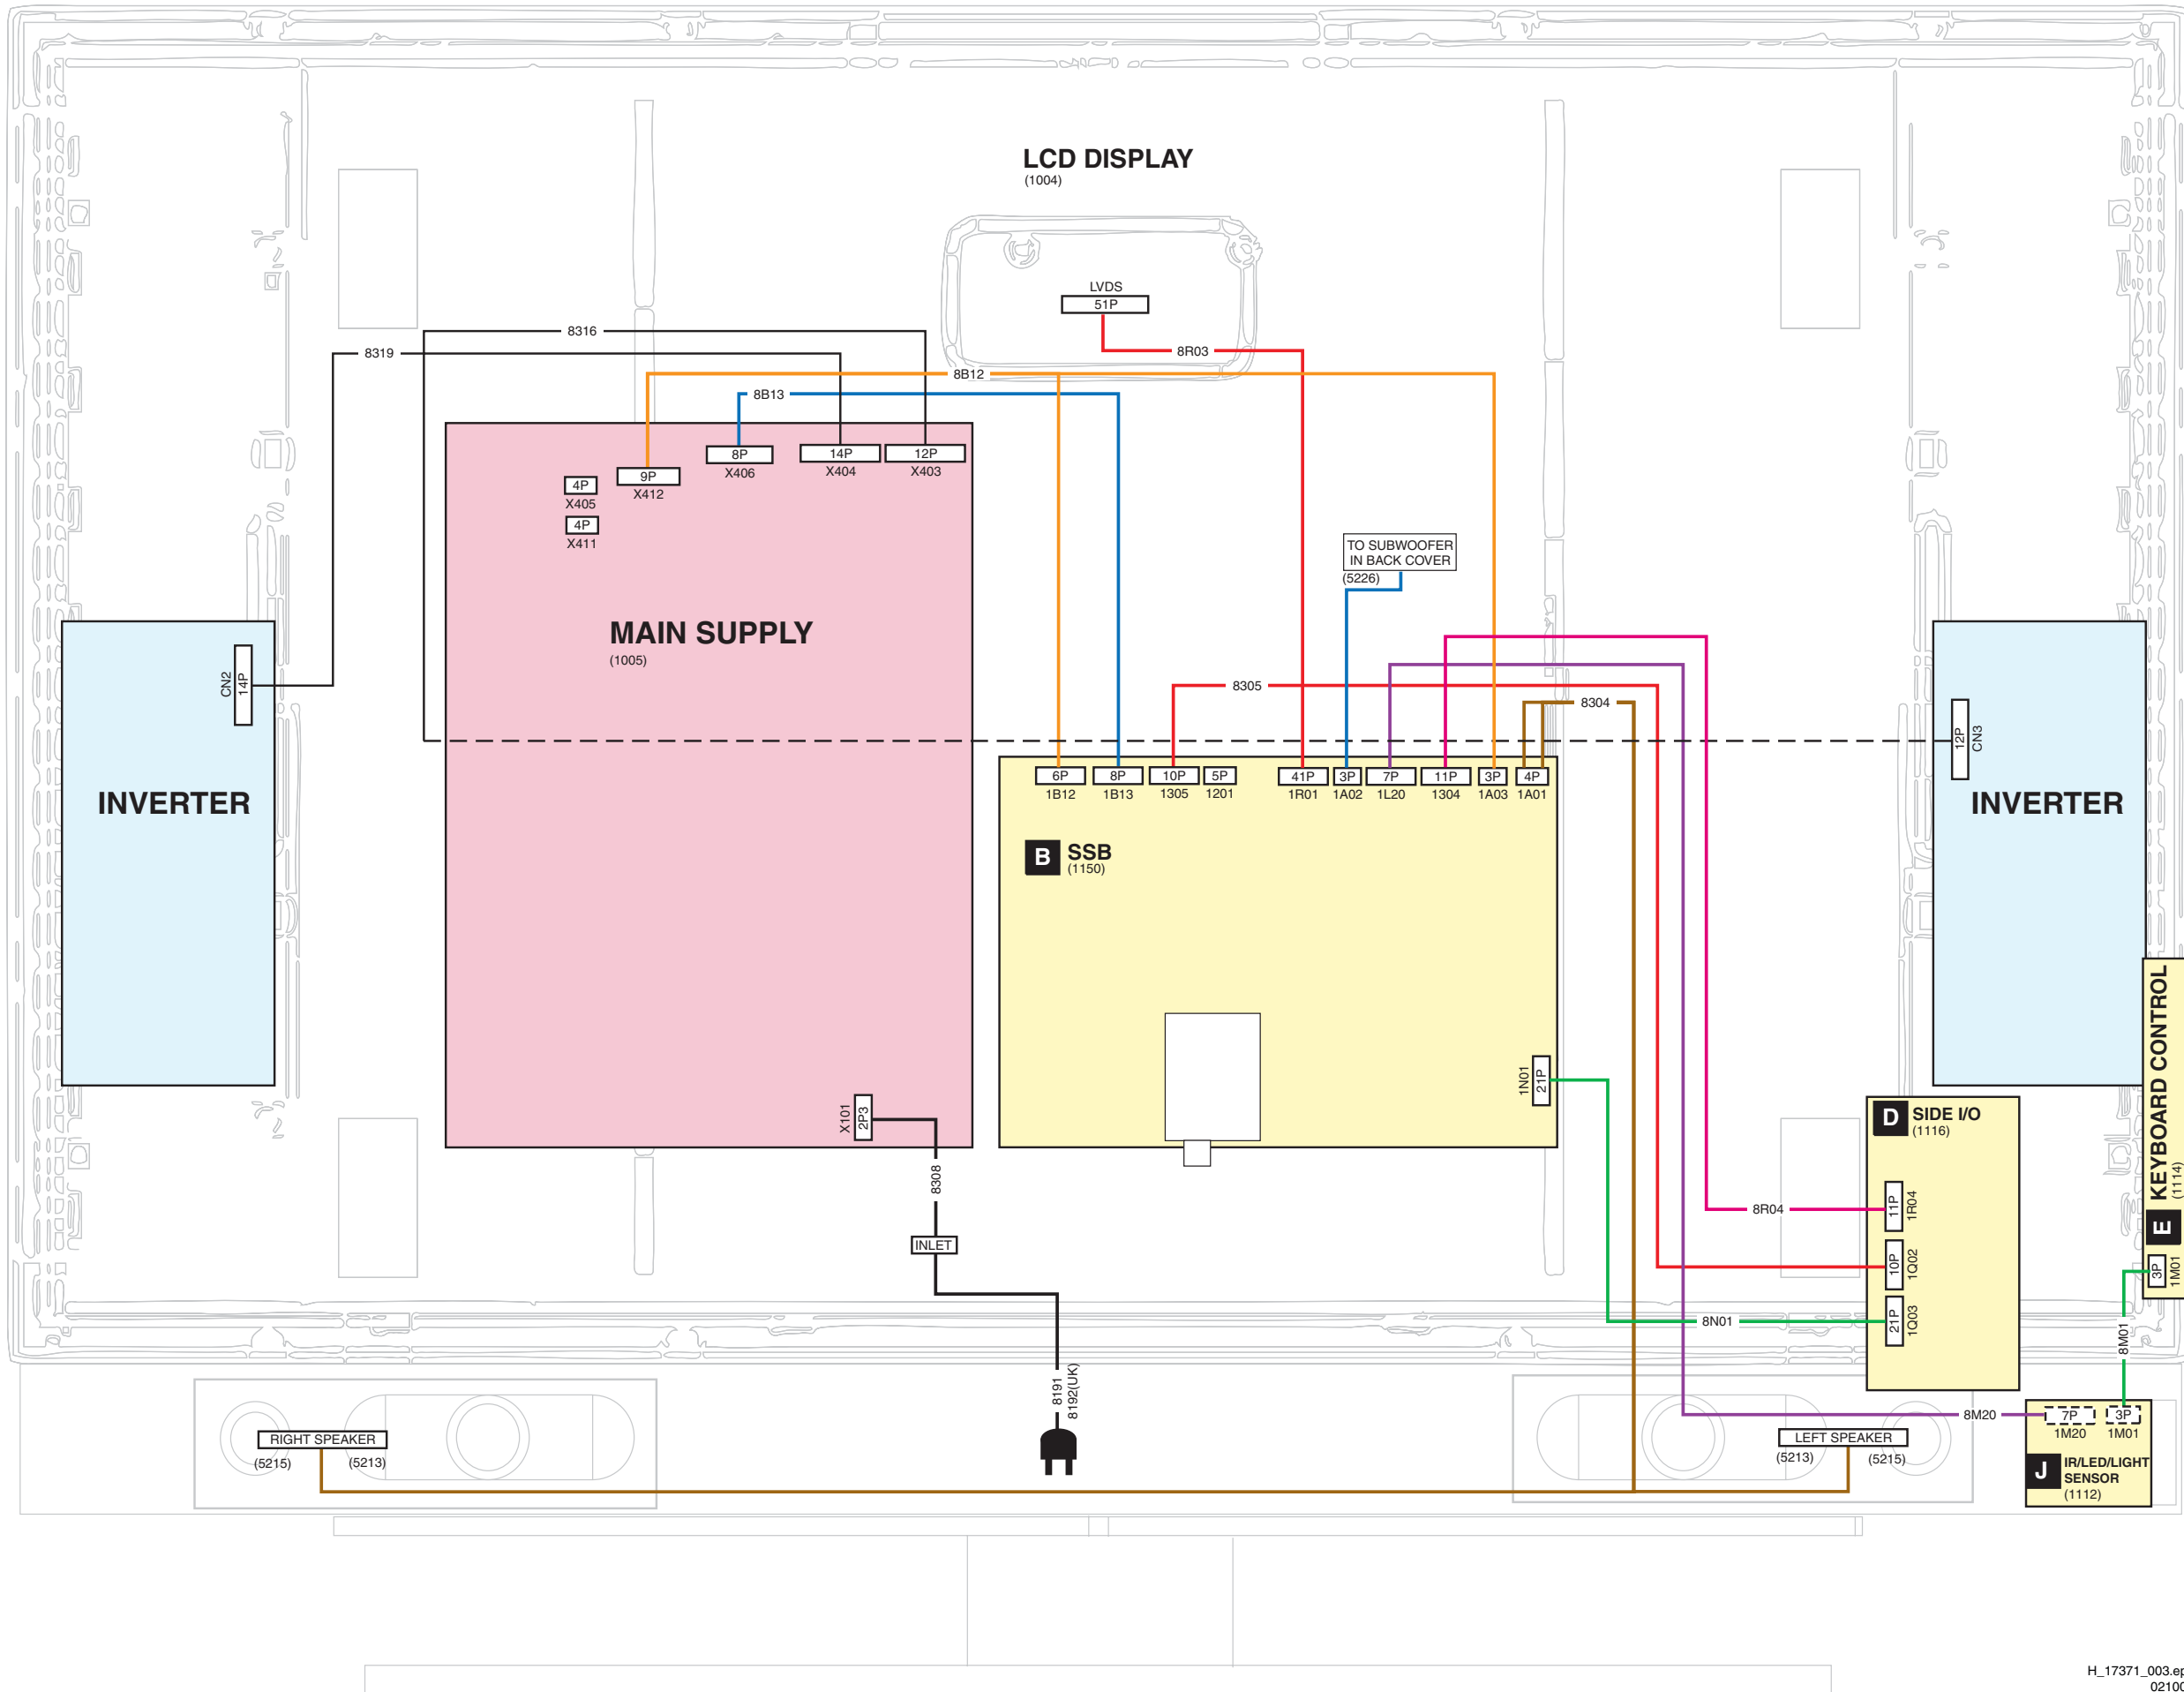 LCD DISPLAY
(1004)
LVDS
51P
8316
8319
8R03
8B12
8B13
8P
X406
14P
X404
12P
X403
9P
X412
4P
X405
4P
X411
TO SUBWOOFER
IN BACK COVER
(5226)
MAIN SUPPLY
(1005)
CN2
14P
8305
8304
12P
CN3
INVERTER
INVERTER
6P
1B12
8P
1B13
10P
1305
5P
1201
41P
1R01
3P
1A02
7P
1L20
11P
1304
3P
1A03
4P
1A01
B
SSB
(1150)
1N01
21P
X101
2P3
8308
INLET
D
SIDE I/O
(1116)
11P
1R04
8R04
10P
1Q02
21P
1Q03
8N01
KEYBOARD CONTROL
(1114)
E
3P
1M01
8M01
8191
8192(UK)
8M20
7P
1M20
3P
1M01
J
IR/LED/LIGHT
SENSOR
(1112)
RIGHT SPEAKER
(5215)
(5213)
LEFT SPEAKER
(5213)
(5215)
H_17371_003.ep
02100